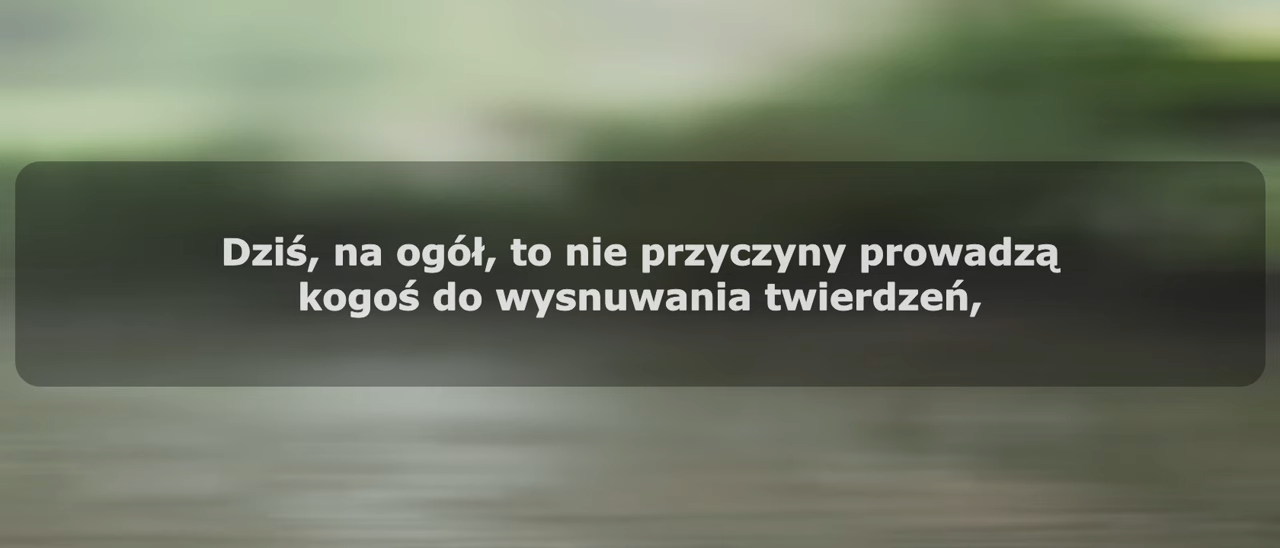 Dziś, na ogół, to nie przyczyny prowadzą
kogoś do wysnuwania twierdzeń,